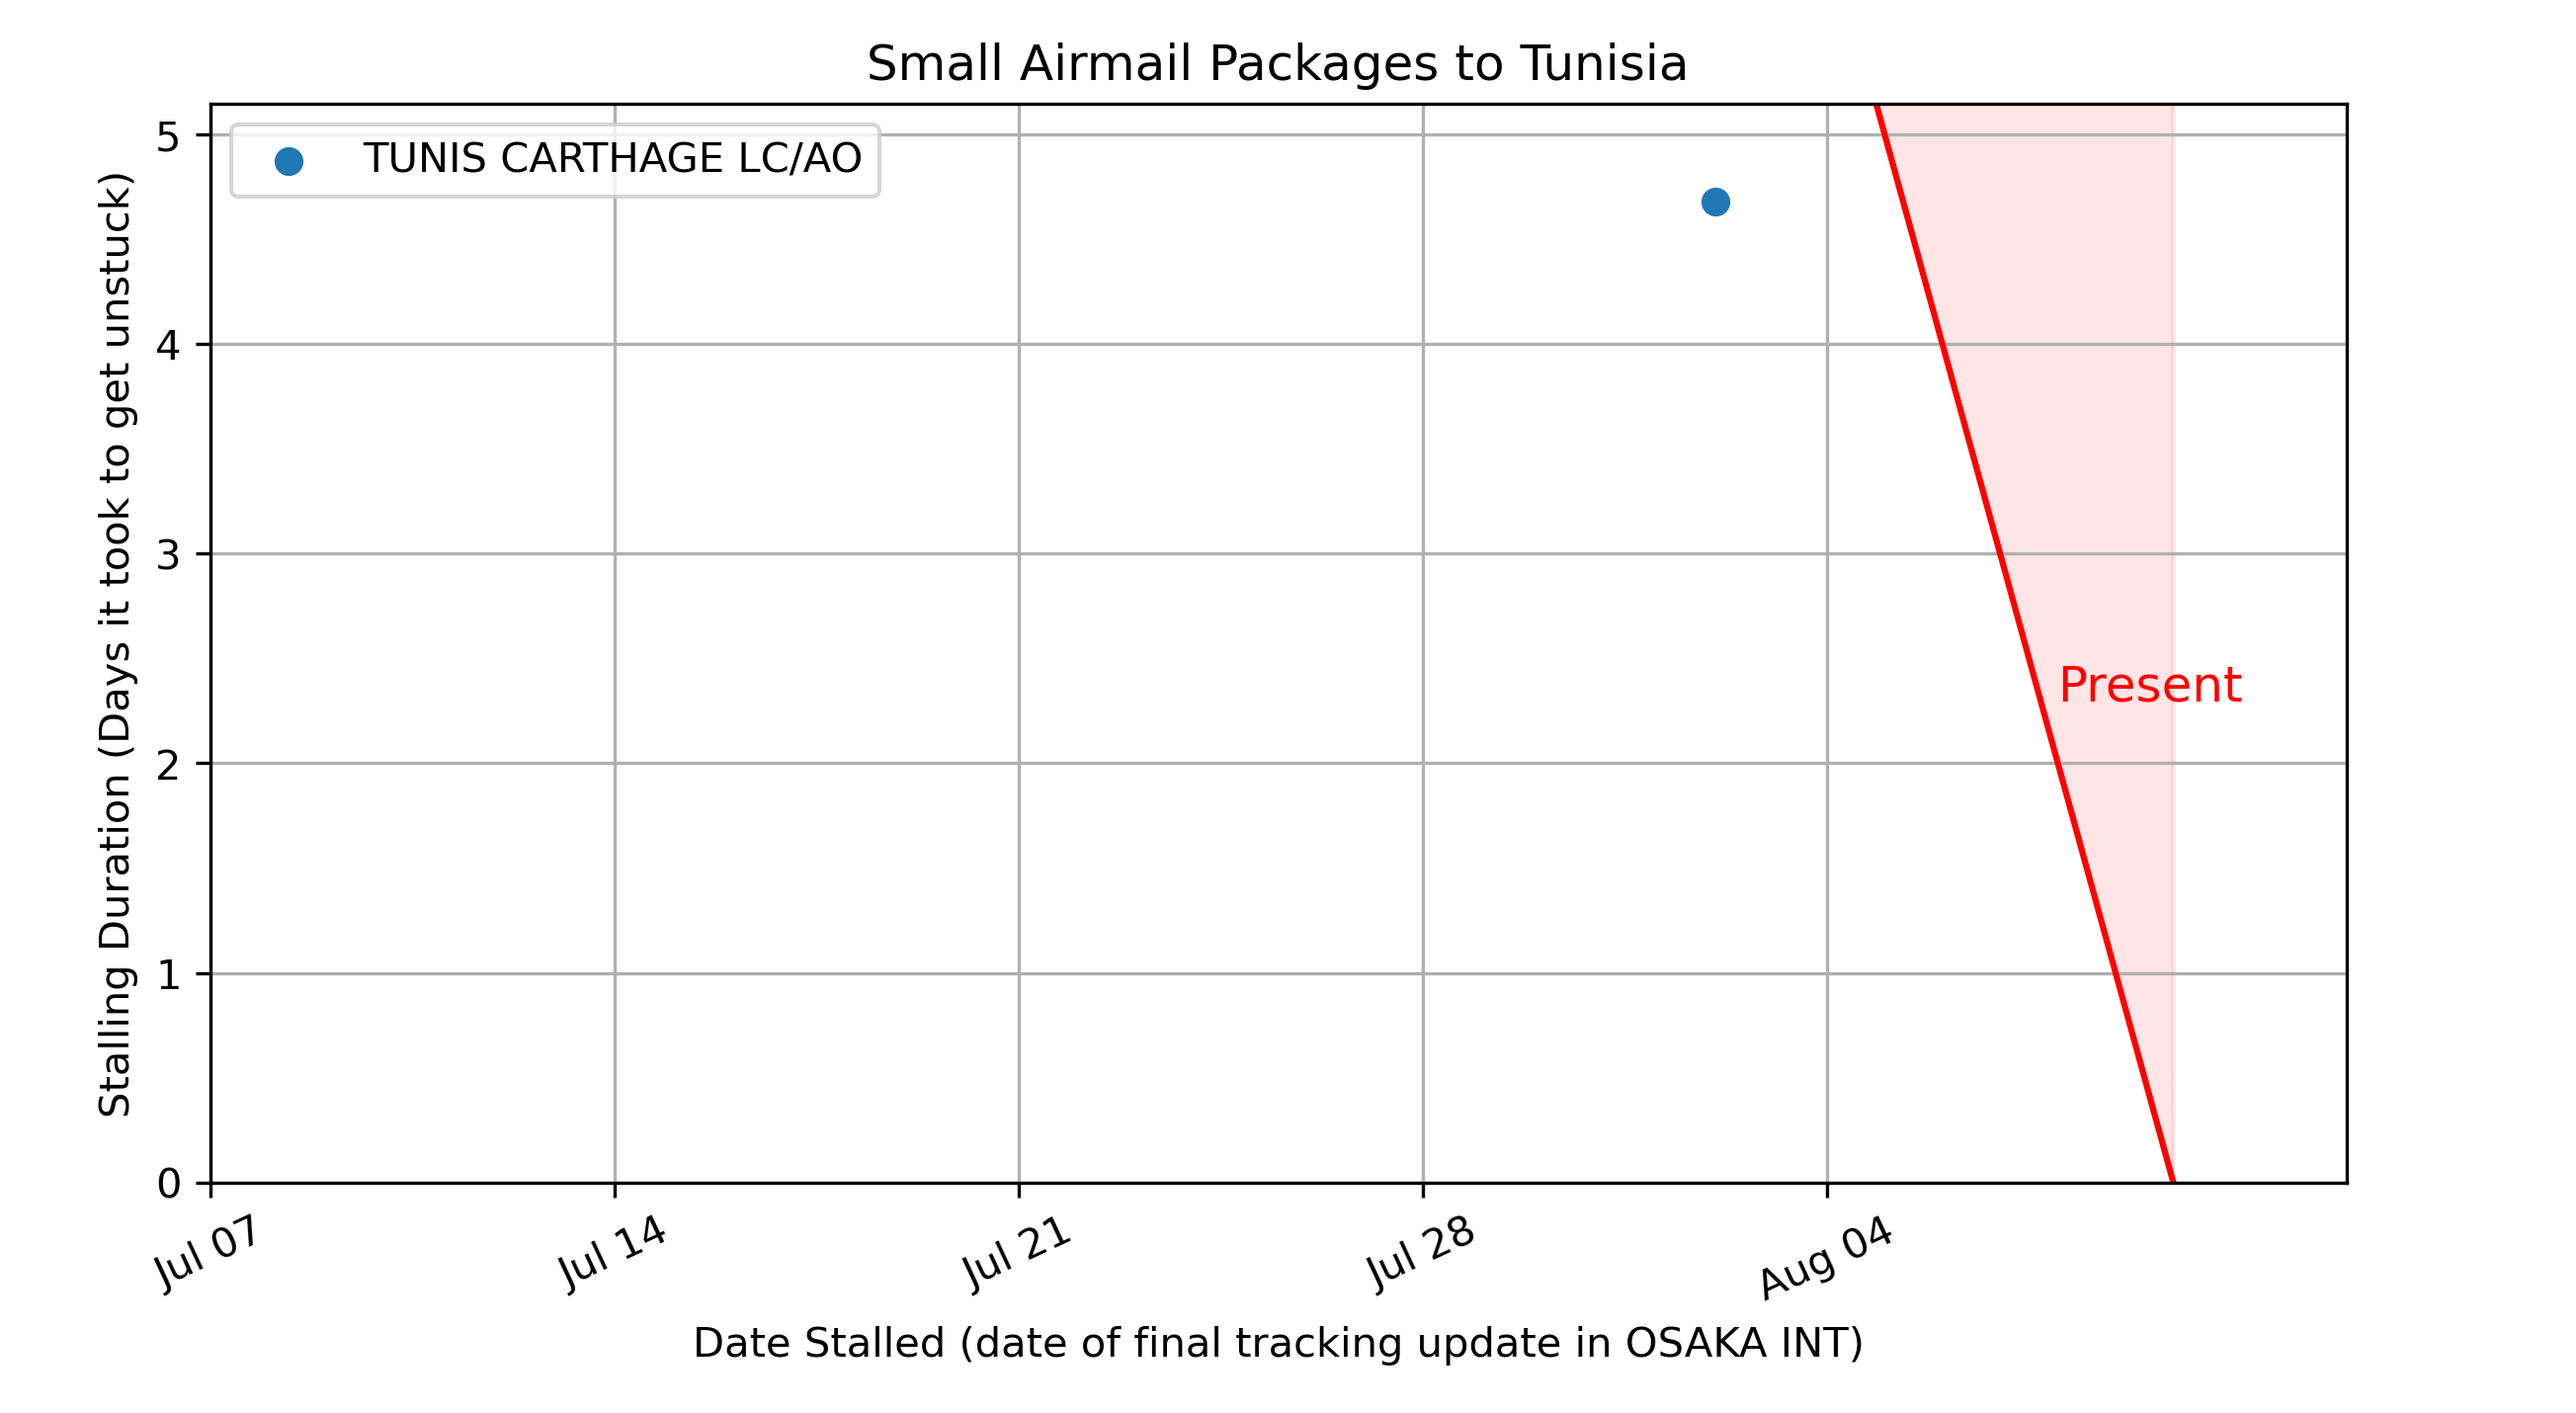 Small Airmail Packages to Tunisia
TUNIS CARTHAGE LC/AO
Stalling Duration (Days it took to get unstuck)
5
4
3
2
1
0
Present
Jul 07
Jul 14
Jul 21
Jul 28
Aug 04
Date Stalled (date of final tracking update in OSAKA INT)